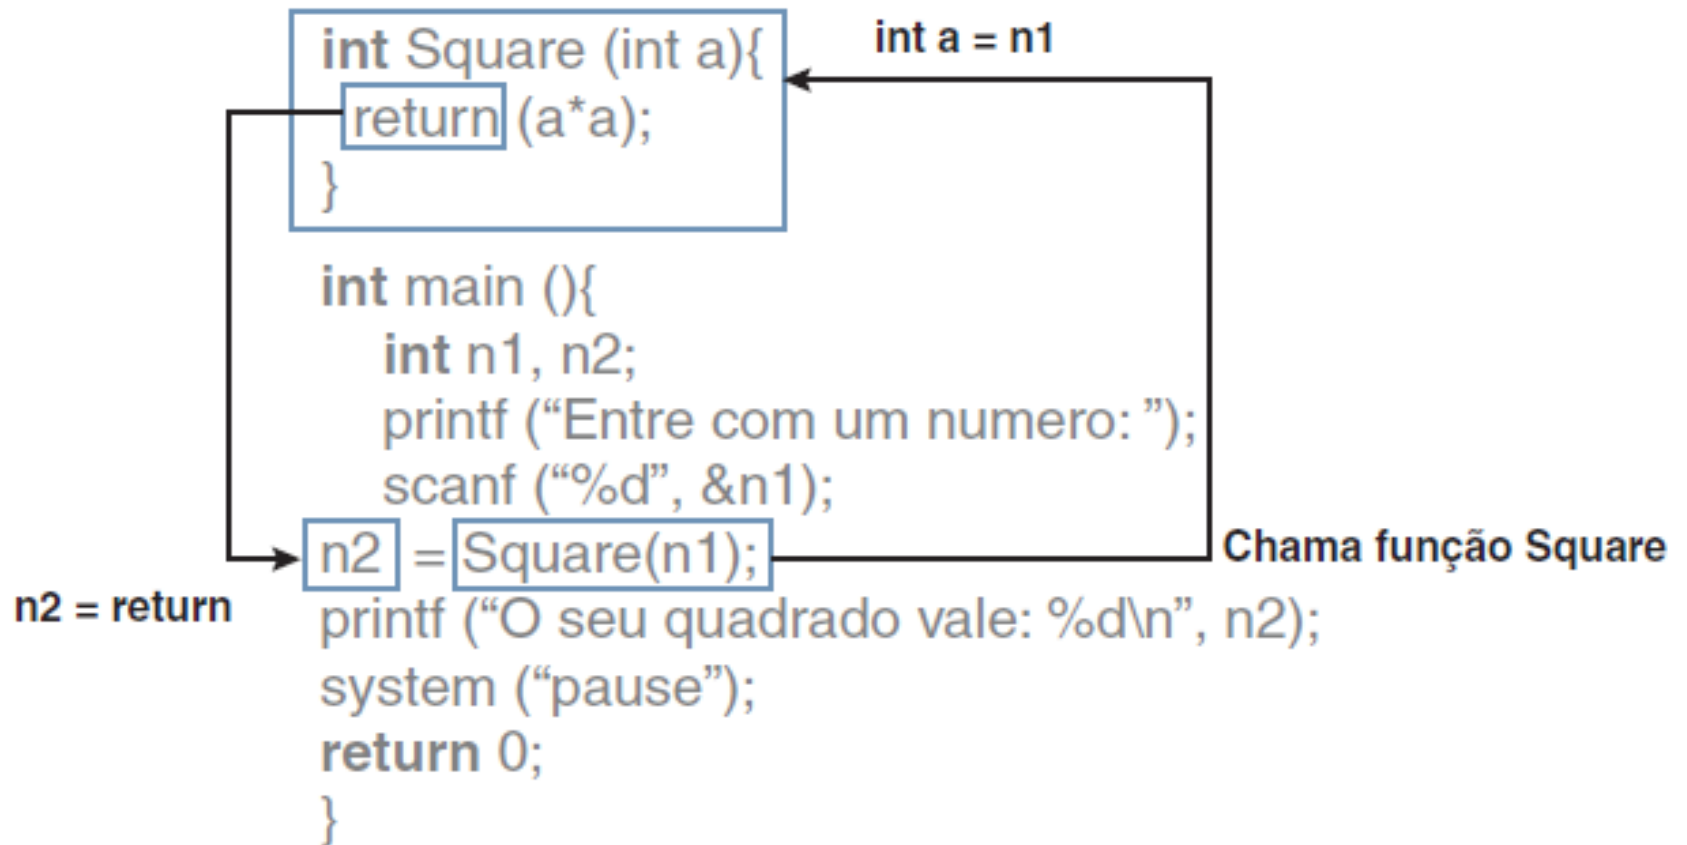 int Square (int a){
int a = n1
return (a*a);
}
int main (){
int n1, n2;
printf (“Entre com um numero: ”);
scanf (“%d”, &n1);
n2 = Square(n1);
Chama função Square
n2 = return
printf (“O seu quadrado vale: %d\n”, n2);
system (“pause”);
return 0;
}